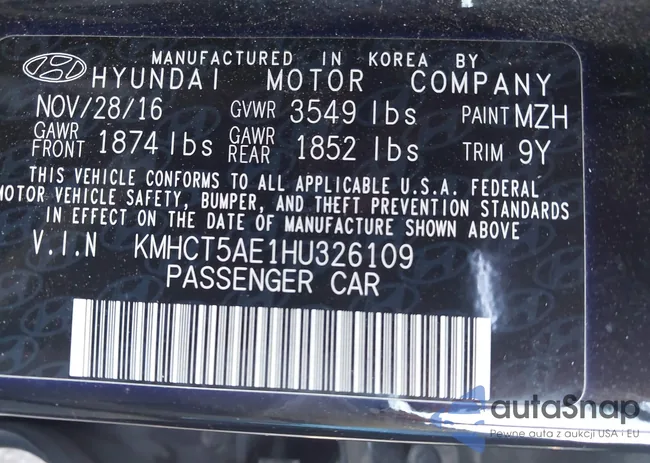 MANUFACTURED IN KOREA BY
HYUNDAI MOTOR COMPANY
NOV/28/16 GVWR 3549 lbs PAINT MZH
GAWR FRONT 1874 lbs GAWR REAR 1852 lbs TRIM 9Y
THIS VEHICLE CONFORMS TO ALL APPLICABLE U.S.A. FEDERAL
MOTOR VEHICLE SAFETY, BUMPER, AND THEFT PREVENTION STANDARDS
IN EFFECT ON THE DATE OF MANUFACTURE SHOWN ABOVE
V.I.N KMHCT5AE1HU326109
PASSENGER CAR
autaSnap
Pewne auta z aukcji USA i EU